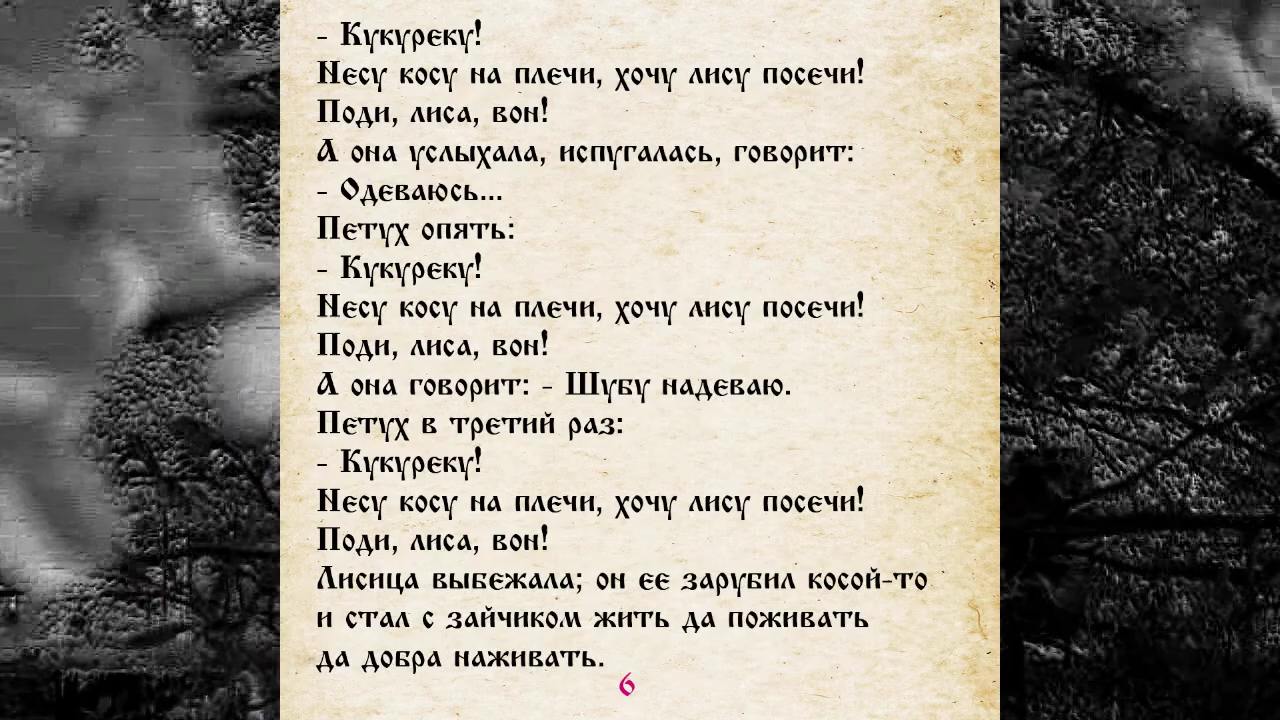 - Кукуреку!
Несу косу на плечи, хочу лису посечи!
Поди, лиса, вон!
А она услыхала, испугалась, говорит:
- Одеваюсь...
Петух опять:
- Кукуреку!
Несу косу на плечи, хочу лису посечи!
Поди, лиса, вон!
А она говорит: - Шубу надеваю.
Петух в третий раз:
- Кукуреку!
Несу косу на плечи, хочу лису посечи!
Поди, лиса, вон!
Лисица выбежала; он ее зарубил косой-то
и стал с зайчиком жить да поживать
да добра наживать.
6